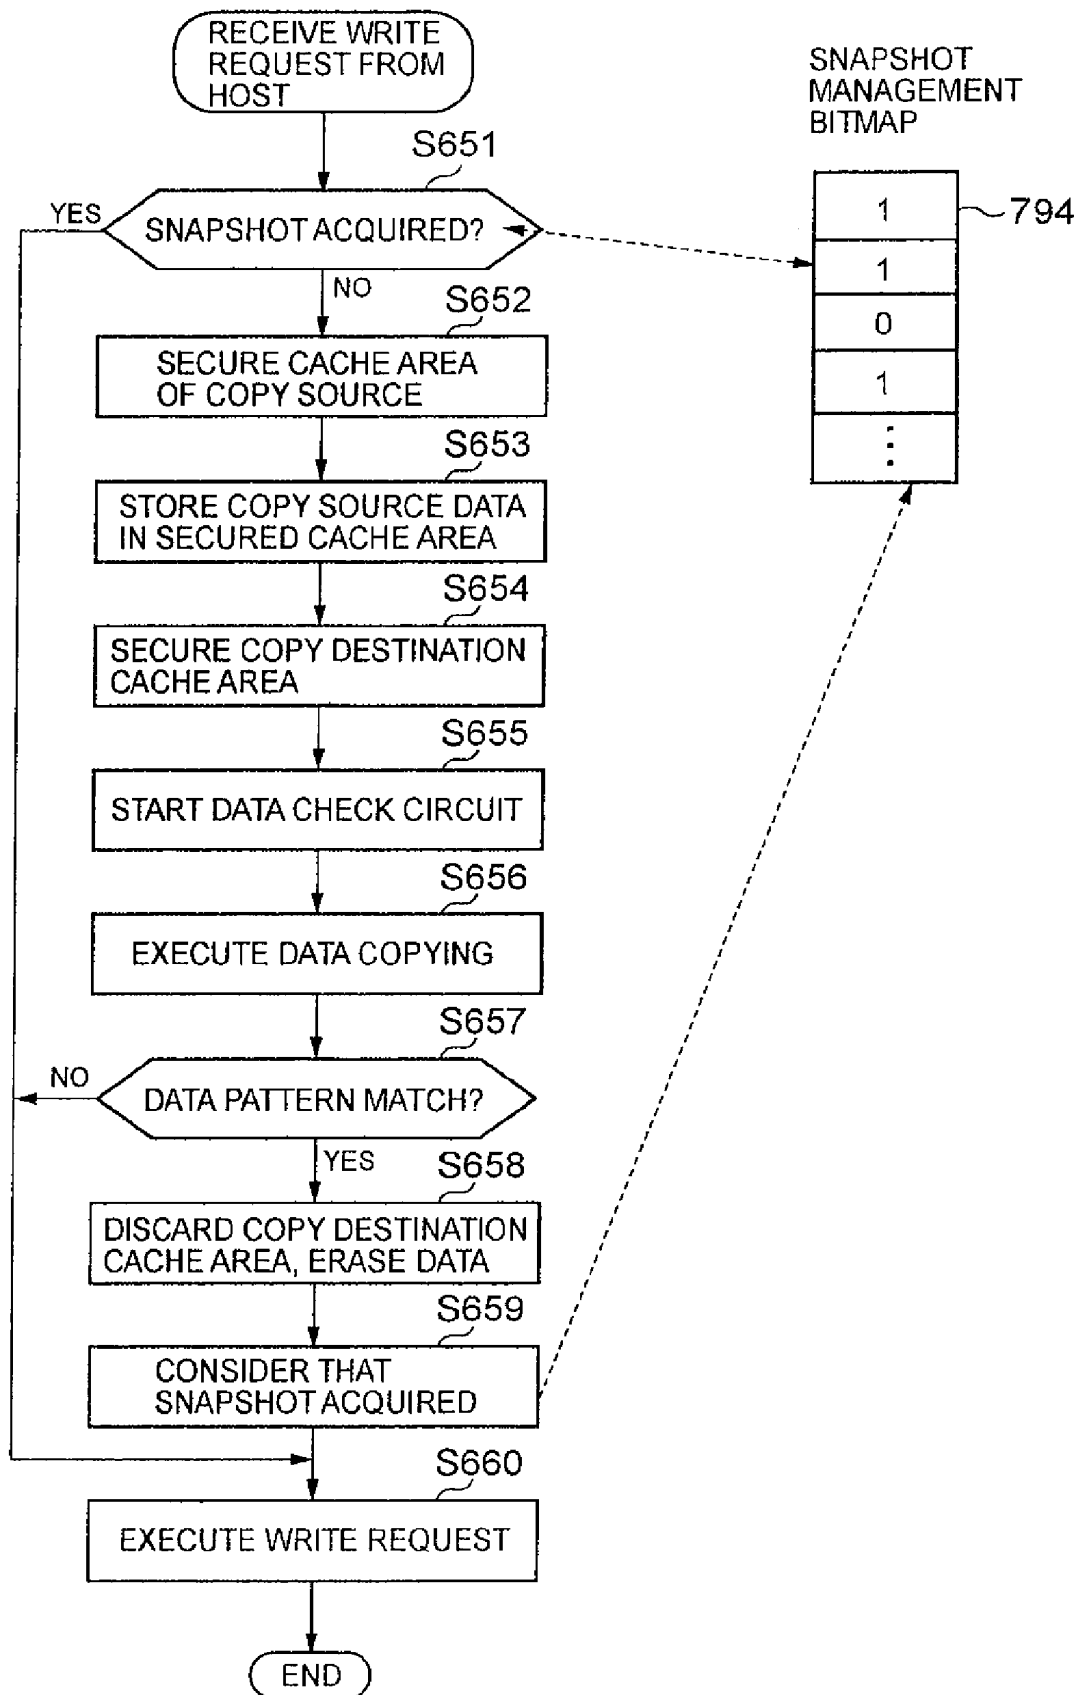 RECEIVE WRITE
REQUEST FROM
HOST
SNAPSHOT
MANAGEMENT
BITMAP
S651
YES
SNAPSHOT ACQUIRED?
1
794
1
0
1
NO
S652
SECURE CACHE AREA
OF COPY SOURCE
S653
STORE COPY SOURCE DATA
IN SECURED CACHE AREA
S654
SECURE COPY DESTINATION
CACHE AREA
S655
START DATA CHECK CIRCUIT
S656
EXECUTE DATA COPYING
S657
NO
DATA PATTERN MATCH?
YES
S658
DISCARD COPY DESTINATION
CACHE AREA, ERASE DATA
S659
CONSIDER THAT
SNAPSHOT ACQUIRED
S660
EXECUTE WRITE REQUEST
END